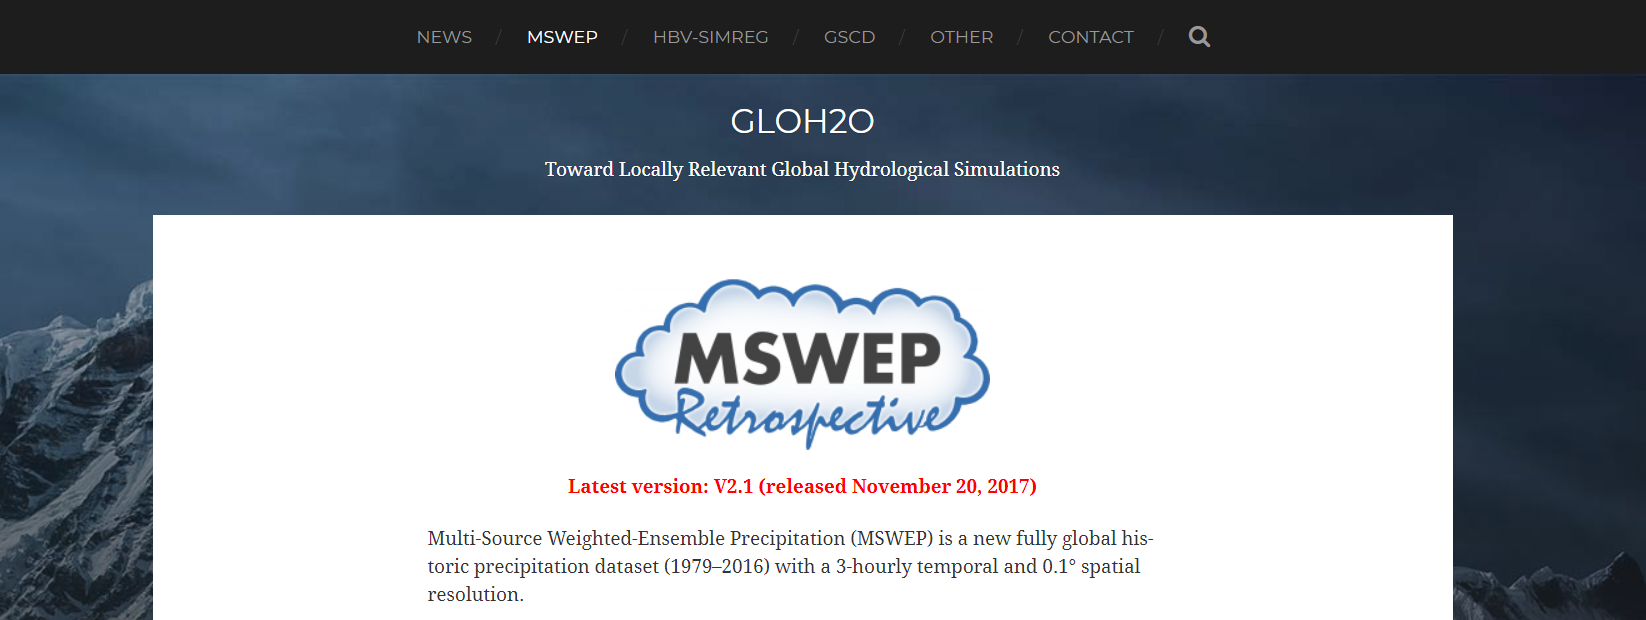 NEWS / MSWEP / HBV-SIMREG / GSCD / OTHER / CONTACT /
GLOH2O
Toward Locally Relevant Global Hydrological Simulations
MSWEP
Retrospective
Latest version: V2.1 (released November 20, 2017)
Multi-Source Weighted-Ensemble Precipitation (MSWEP) is a new fully global his-
toric precipitation dataset (1979–2016) with a 3-hourly temporal and 0.1° spatial
resolution.